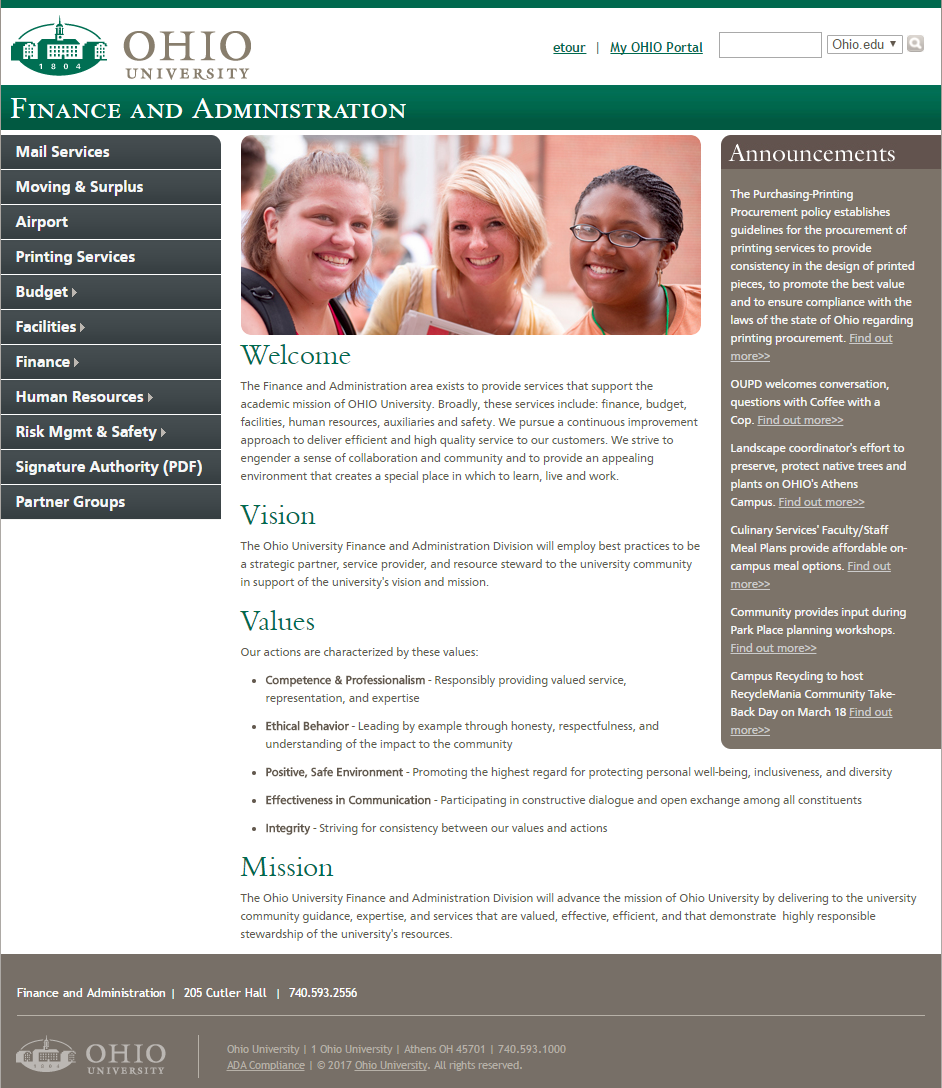 1 8 0 4
OHIO
UNIVERSITY
etour | My OHIO Portal
Ohio.edu
Finance and Administration
Mail Services
Moving & Surplus
Airport
Printing Services
Budget
Facilities
Finance
Human Resources
Risk Mgmt & Safety
Signature Authority (PDF)
Partner Groups
Welcome
The Finance and Administration area exists to provide services that support the
academic mission of OHIO University. Broadly, these services include: finance, budget,
facilities, human resources, auxiliaries and safety. We pursue a continuous improvement
approach to deliver efficient and high quality service to our customers. We strive to
engender a sense of collaboration and community and to provide an appealing
environment that creates a special place in which to learn, live and work.
Vision
The Ohio University Finance and Administration Division will employ best practices to be
a strategic partner, service provider, and resource steward to the university community
in support of the university's vision and mission.
Values
Our actions are characterized by these values:
• Competence & Professionalism - Responsibly providing valued service,
representation, and expertise
• Ethical Behavior - Leading by example through honesty, respectfulness, and
understanding of the impact to the community
• Positive, Safe Environment - Promoting the highest regard for protecting personal well-being, inclusiveness, and diversity
• Effectiveness in Communication - Participating in constructive dialogue and open exchange among all constituents
• Integrity - Striving for consistency between our values and actions
Mission
The Ohio University Finance and Administration Division will advance the mission of Ohio University by delivering to the university
community guidance, expertise, and services that are valued, effective, efficient, and that demonstrate  highly responsible
stewardship of the university's resources.
Announcements
The Purchasing-Printing
Procurement policy establishes
guidelines for the procurement of
printing services to provide
consistency in the design of printed
pieces, to promote the best value
and to ensure compliance with the
laws of the state of Ohio regarding
printing procurement. Find out
more>>
OUPD welcomes conversation,
questions with Coffee with a
Cop. Find out more>>
Landscape coordinator's effort to
preserve, protect native trees and
plants on OHIO's Athens
Campus. Find out more>>
Culinary Services' Faculty/Staff
Meal Plans provide affordable on-
campus meal options. Find out
more>>
Community provides input during
Park Place planning workshops.
Find out more>>
Campus Recycling to host
RecycleMania Community Take-
Back Day on March 18 Find out
more>>
Finance and Administration | 205 Cutler Hall | 740.593.2556
1 8 0 4
OHIO
UNIVERSITY
Ohio University | 1 Ohio University | Athens OH 45701 | 740.593.1000
ADA Compliance | © 2017 Ohio University. All rights reserved.